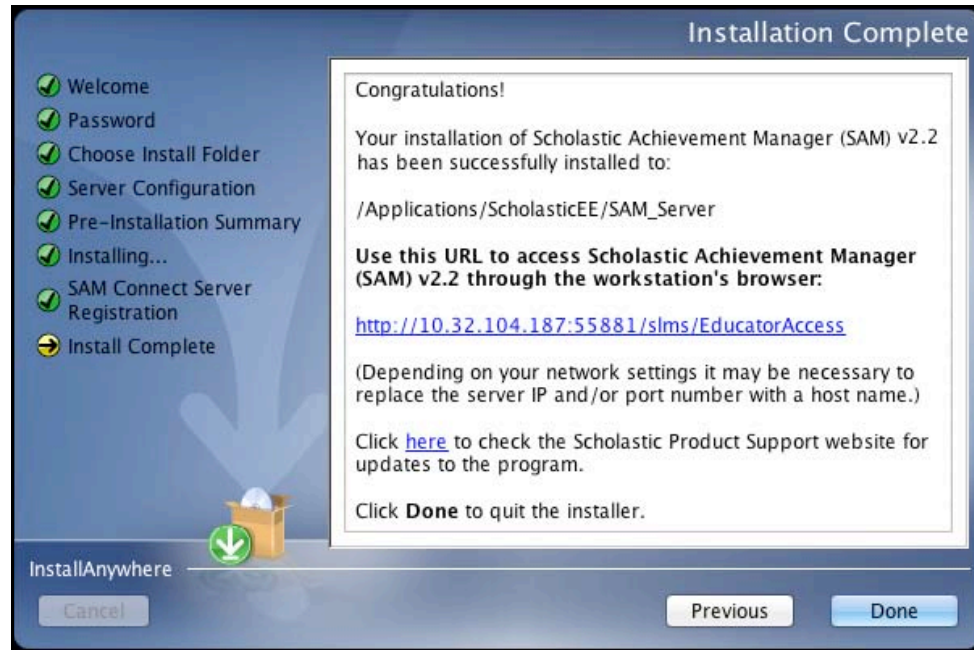 Installation Complete
Welcome
Password
Choose Install Folder
Server Configuration
Pre-Installation Summary
Installing...
SAM Connect Server
Registration
Install Complete
Congratulations!
Your installation of Scholastic Achievement Manager (SAM) v2.2
has been successfully installed to:
/Applications/ScholasticEE/SAM_Server
Use this URL to access Scholastic Achievement Manager
(SAM) v2.2 through the workstation's browser:
http://10.32.104.187:55881/slms/EducatorAccess
(Depending on your network settings it may be necessary to
replace the server IP and/or port number with a host name.)
Click here to check the Scholastic Product Support website for
updates to the program.
Click Done to quit the installer.
InstallAnywhere
Cancel
Previous
Done